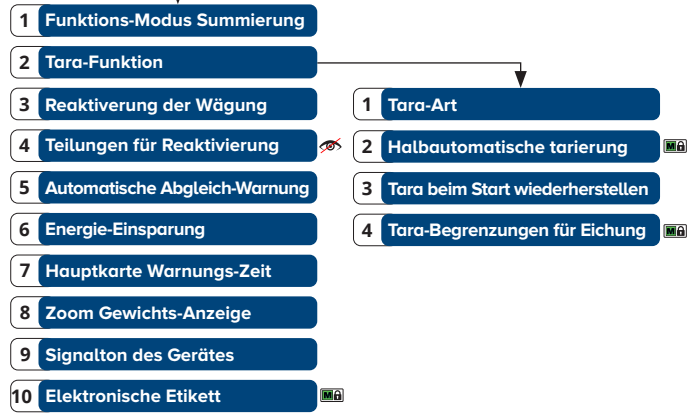 1 Funktions-Modus Summierung
2 Tara-Funktion
3 Reaktiverung der Wägung
4 Teilungen für Reaktivierung
5 Automatische Abgleich-Warnung
6 Energie-Einsparung
7 Hauptkarte Warnungs-Zeit
8 Zoom Gewichts-Anzeige
9 Signalton des Gerätes
10 Elektronische Etikett M
1 Tara-Art
2 Halbautomatische tarierung M
3 Tara beim Start wiederherstellen
4 Tara-Begrenzungen für Eichung M